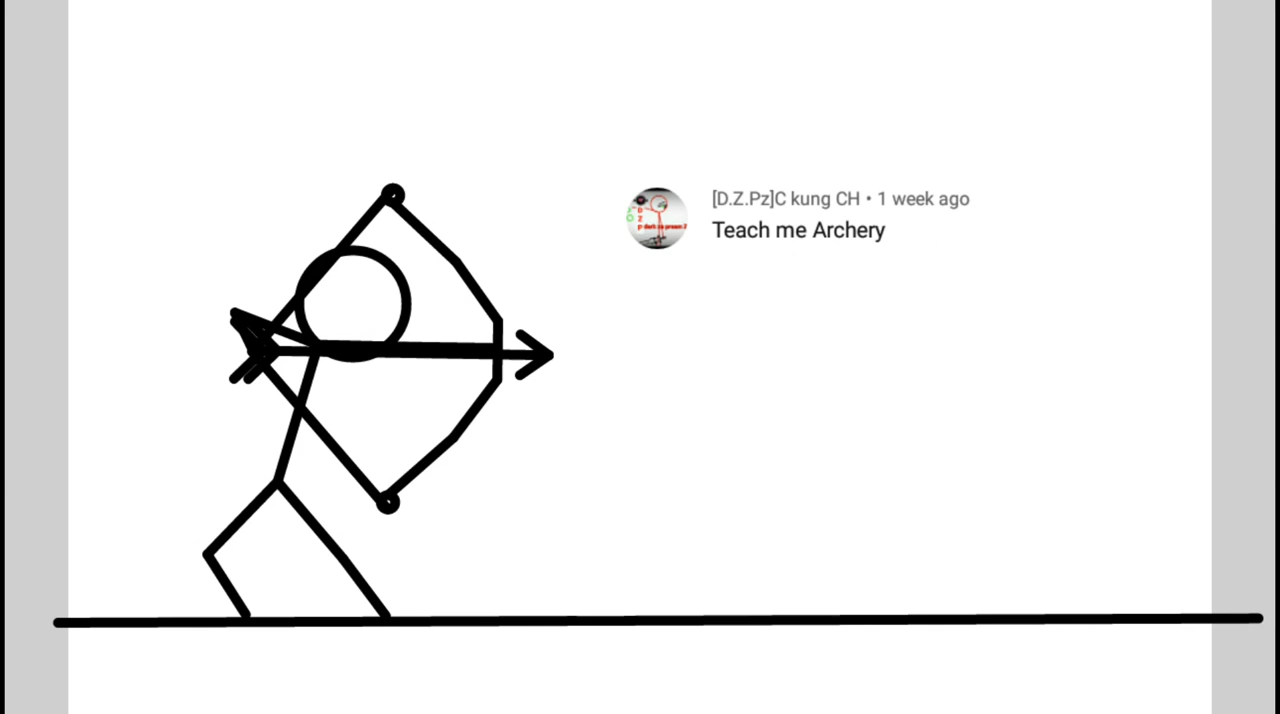 [D.Z.Pz]C kung CH • 1 week ago
Teach me Archery